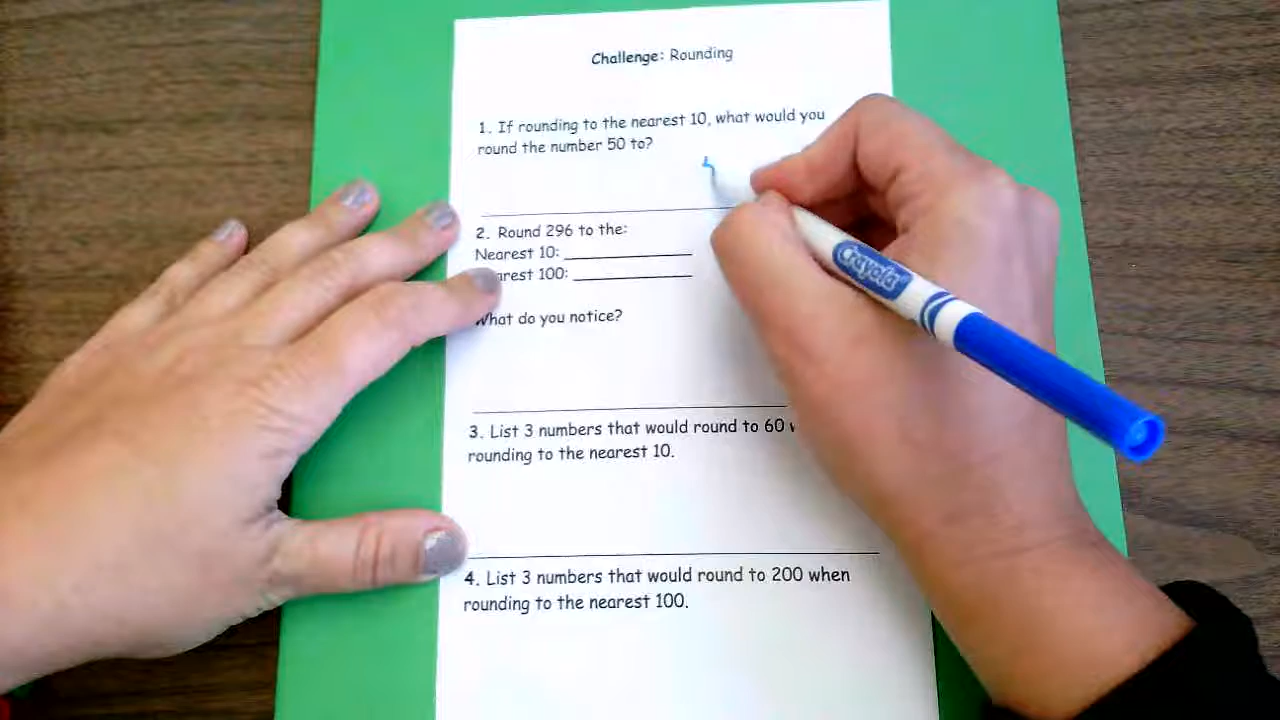 Challenge: Rounding
1. If rounding to the nearest 10, what would you
round the number 50 to?
2. Round 296 to the:
Nearest 10: ____________
arest 100: ____________
What do you notice?
3. List 3 numbers that would round to 60
rounding to the nearest 10.
4. List 3 numbers that would round to 200 when
rounding to the nearest 100.
Crayola